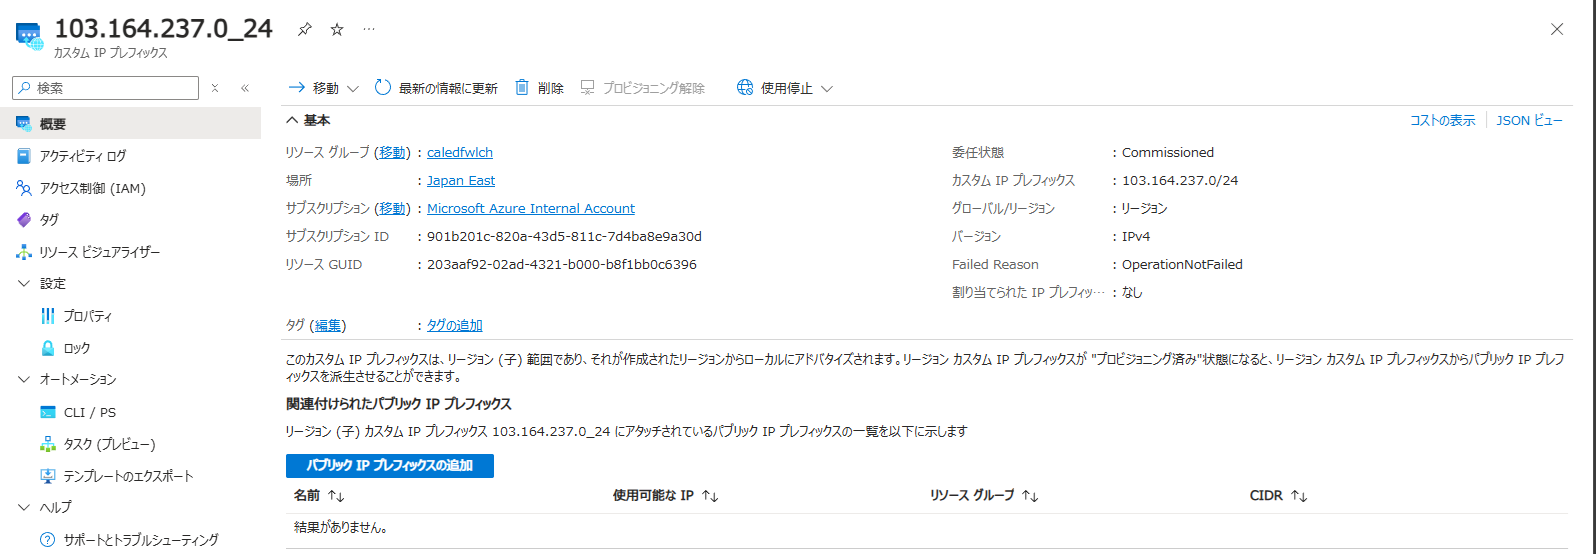 103.164.237.0_24
カスタム IP プレフィックス
検索
移動 最新の情報に更新 削除 プロビジョニング解除 使用停止
概要
アクティビティ ログ
アクセス制御 (IAM)
タグ
リソース ビジュアライザー
設定
プロパティ
ロック
オートメーション
CLI / PS
タスク (プレビュー)
テンプレートのエクスポート
ヘルプ
サポートとトラブルシューティング
基本
コストの表示 JSON ビュー
リソース グループ (移動) : caledfwlch
場所 : Japan East
サブスクリプション (移動) : Microsoft Azure Internal Account
サブスクリプション ID : 901b201c-820a-43d5-811c-7d4ba8e9a30d
リソース GUID : 203aaf92-02ad-4321-b000-b8f1bb0c6396
委任状態 : Commissioned
カスタム IP プレフィックス : 103.164.237.0/24
グローバル/リージョン : リージョン
バージョン : IPv4
Failed Reason : OperationNotFailed
割り当てられた IP プレフィッ… : なし
タグ (編集) : タグの追加
このカスタム IP プレフィックスは、リージョン (子) 範囲であり、それが作成されたリージョンからローカルにアドバタイズされます。リージョン カスタム IP プレフィックスが "プロビジョニング済み"状態になると、リージョン カスタム IP プレフィックスからパブリック IP プレフ
ィックスを派生させることができます。
関連付けられたパブリック IP プレフィックス
リージョン (子) カスタム IP プレフィックス 103.164.237.0_24 にアタッチされているパブリック IP プレフィックスの一覧を以下に示します
パブリック IP プレフィックスの追加
名前 ↑↓ 使用可能な IP ↑↓ リソース グループ ↑↓ CIDR ↑↓
結果がありません。